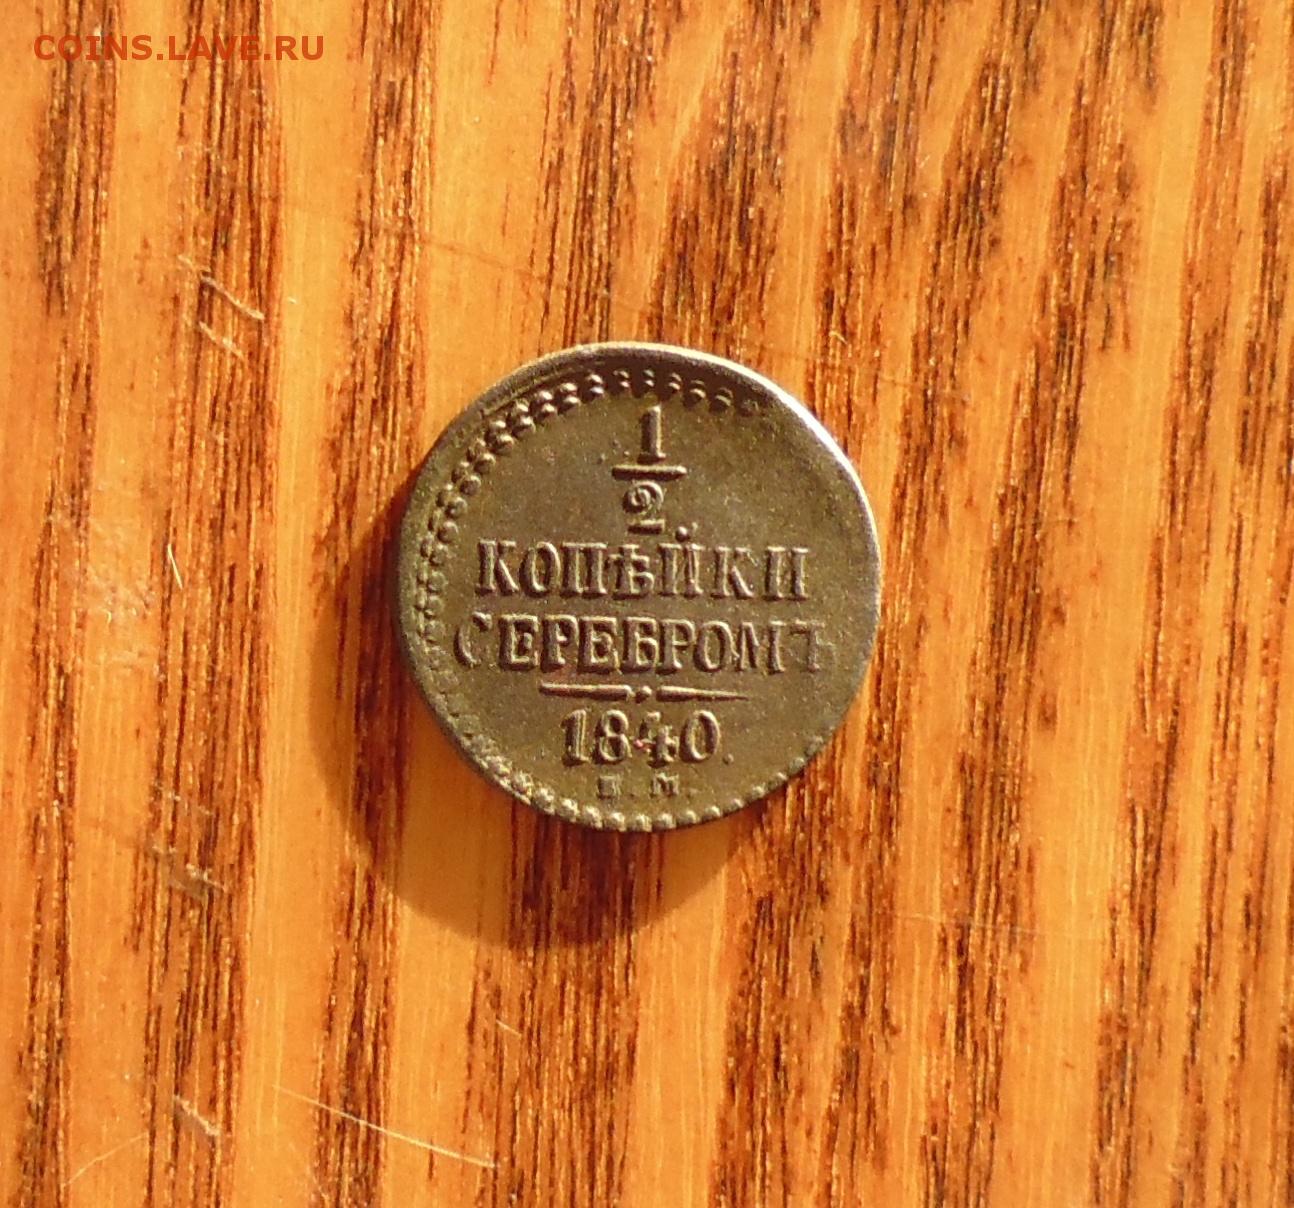 COINS.LAVE.RU
1
2
КОПѢЙКИ
СЕРЕБРОМЪ
1840.
Е.М.